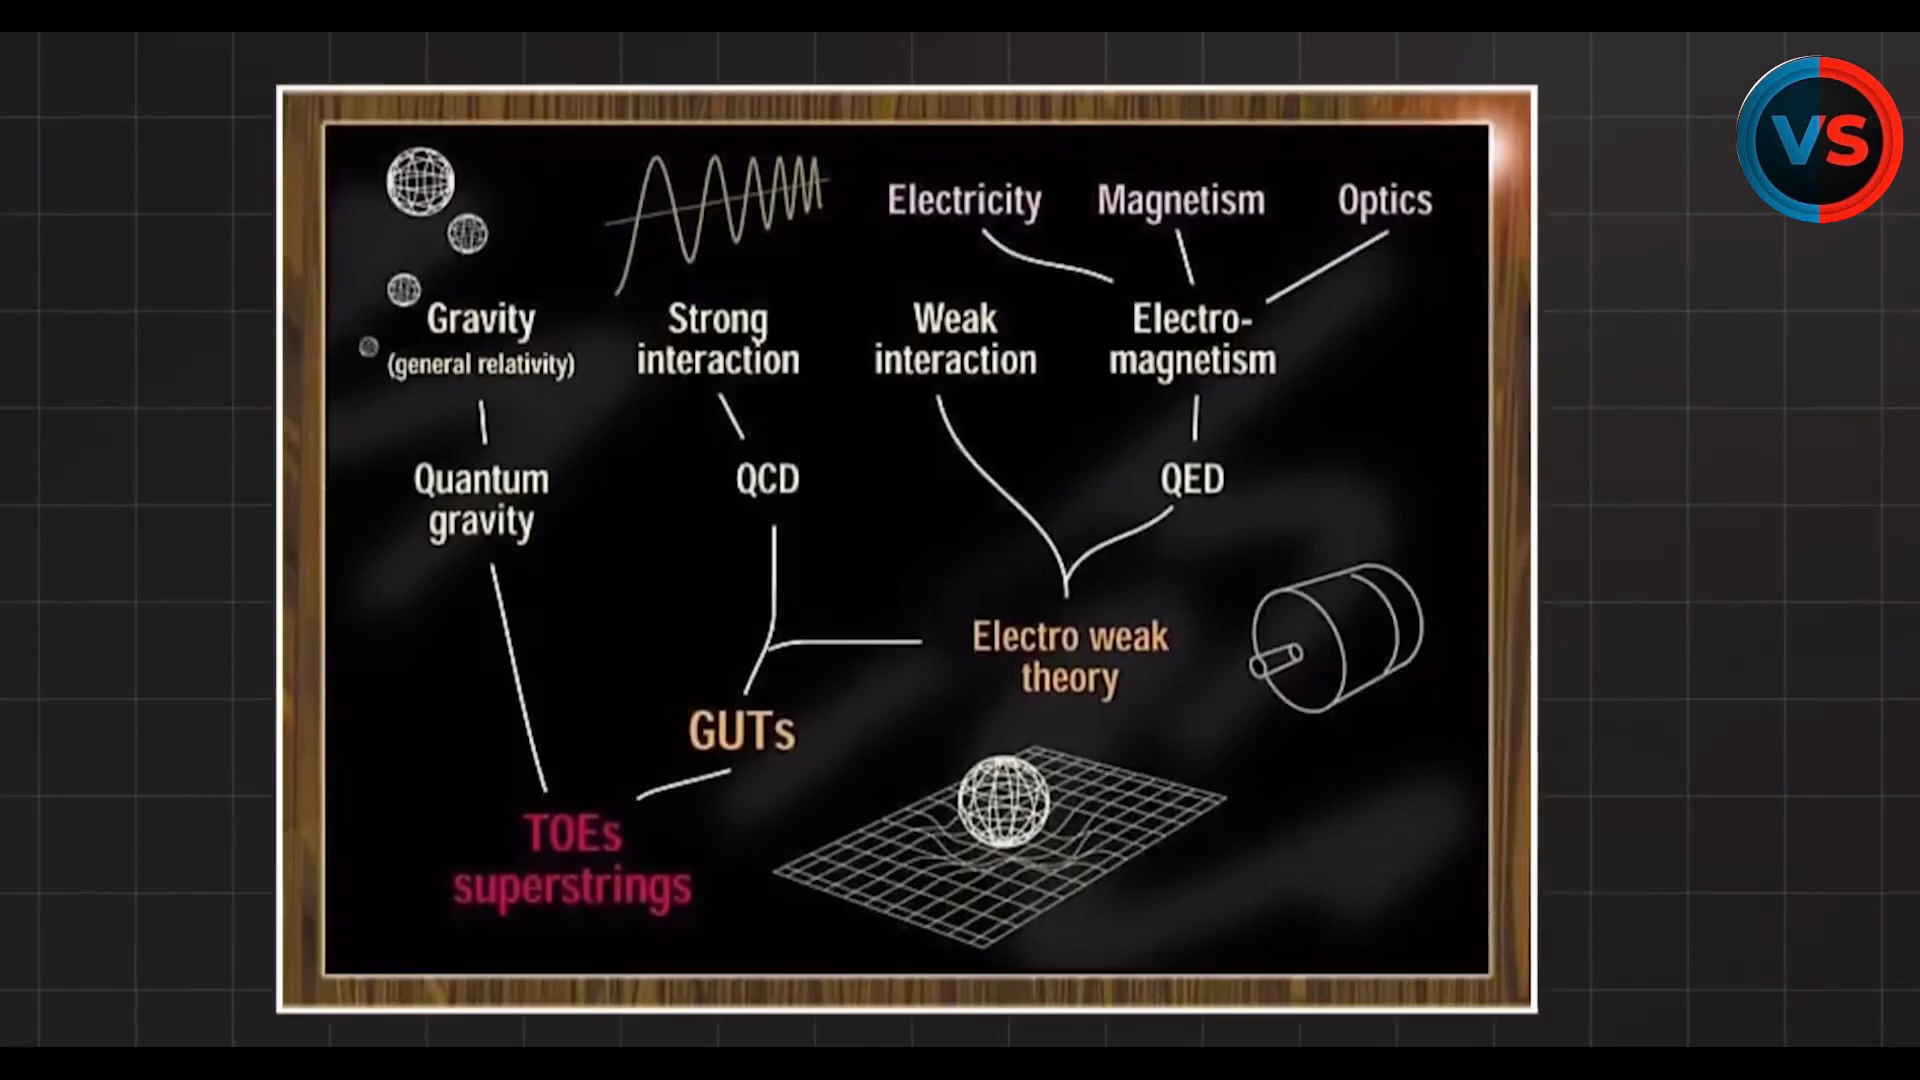 VS
Electricity
Magnetism
Optics
Gravity
(general relativity)
Strong
interaction
Weak
interaction
Electro-
magnetism
Quantum
gravity
QCD
QED
Electro weak
theory
GUTs
TOEs
superstrings